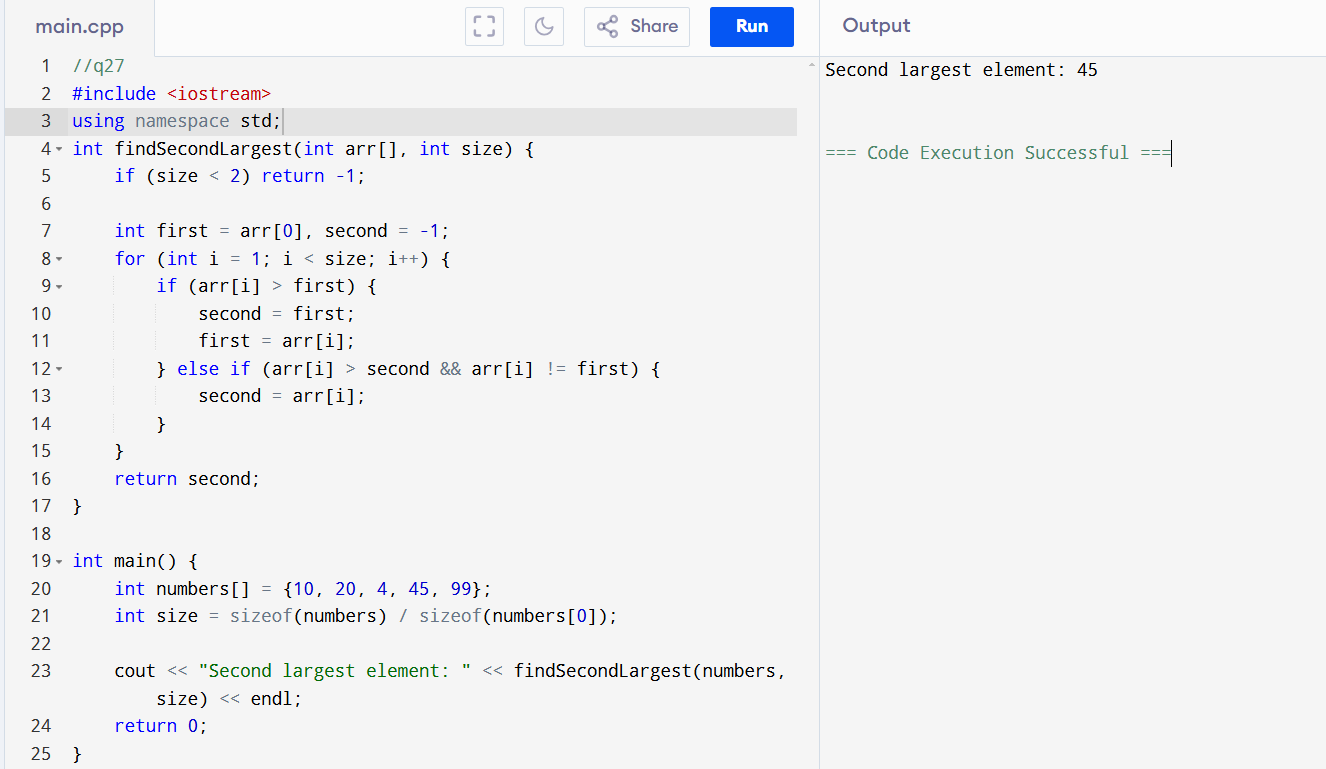 main.cpp
Share
Run
Output
1 //q27
2 #include <iostream>
3 using namespace std;
4 int findSecondLargest(int arr[], int size) {
5     if (size < 2) return -1;
6
7     int first = arr[0], second = -1;
8     for (int i = 1; i < size; i++) {
9         if (arr[i] > first) {
10             second = first;
11             first = arr[i];
12         } else if (arr[i] > second && arr[i] != first) {
13             second = arr[i];
14         }
15     }
16     return second;
17 }
18
19 int main() {
20     int numbers[] = {10, 20, 4, 45, 99};
21     int size = sizeof(numbers) / sizeof(numbers[0]);
22
23     cout << "Second largest element: " << findSecondLargest(numbers,
        size) << endl;
24     return 0;
25 }
Second largest element: 45
=== Code Execution Successful ===